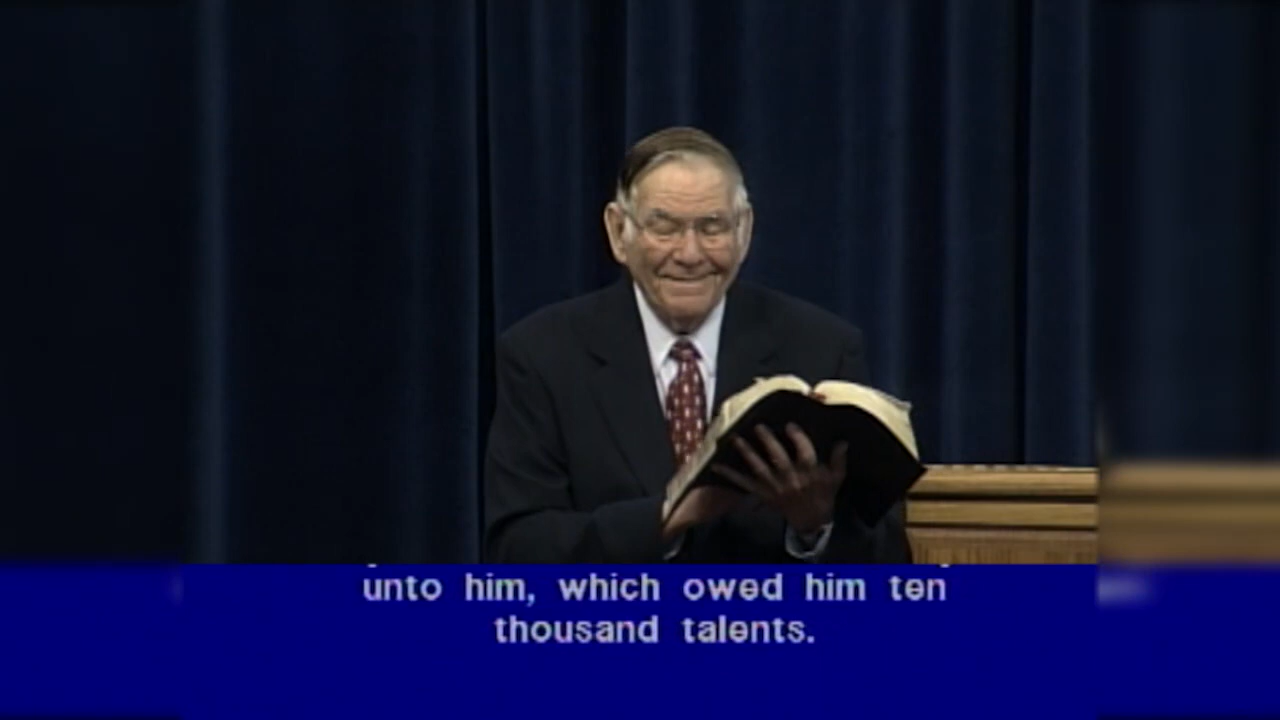 unto him, which owed him ten
thousand talents.